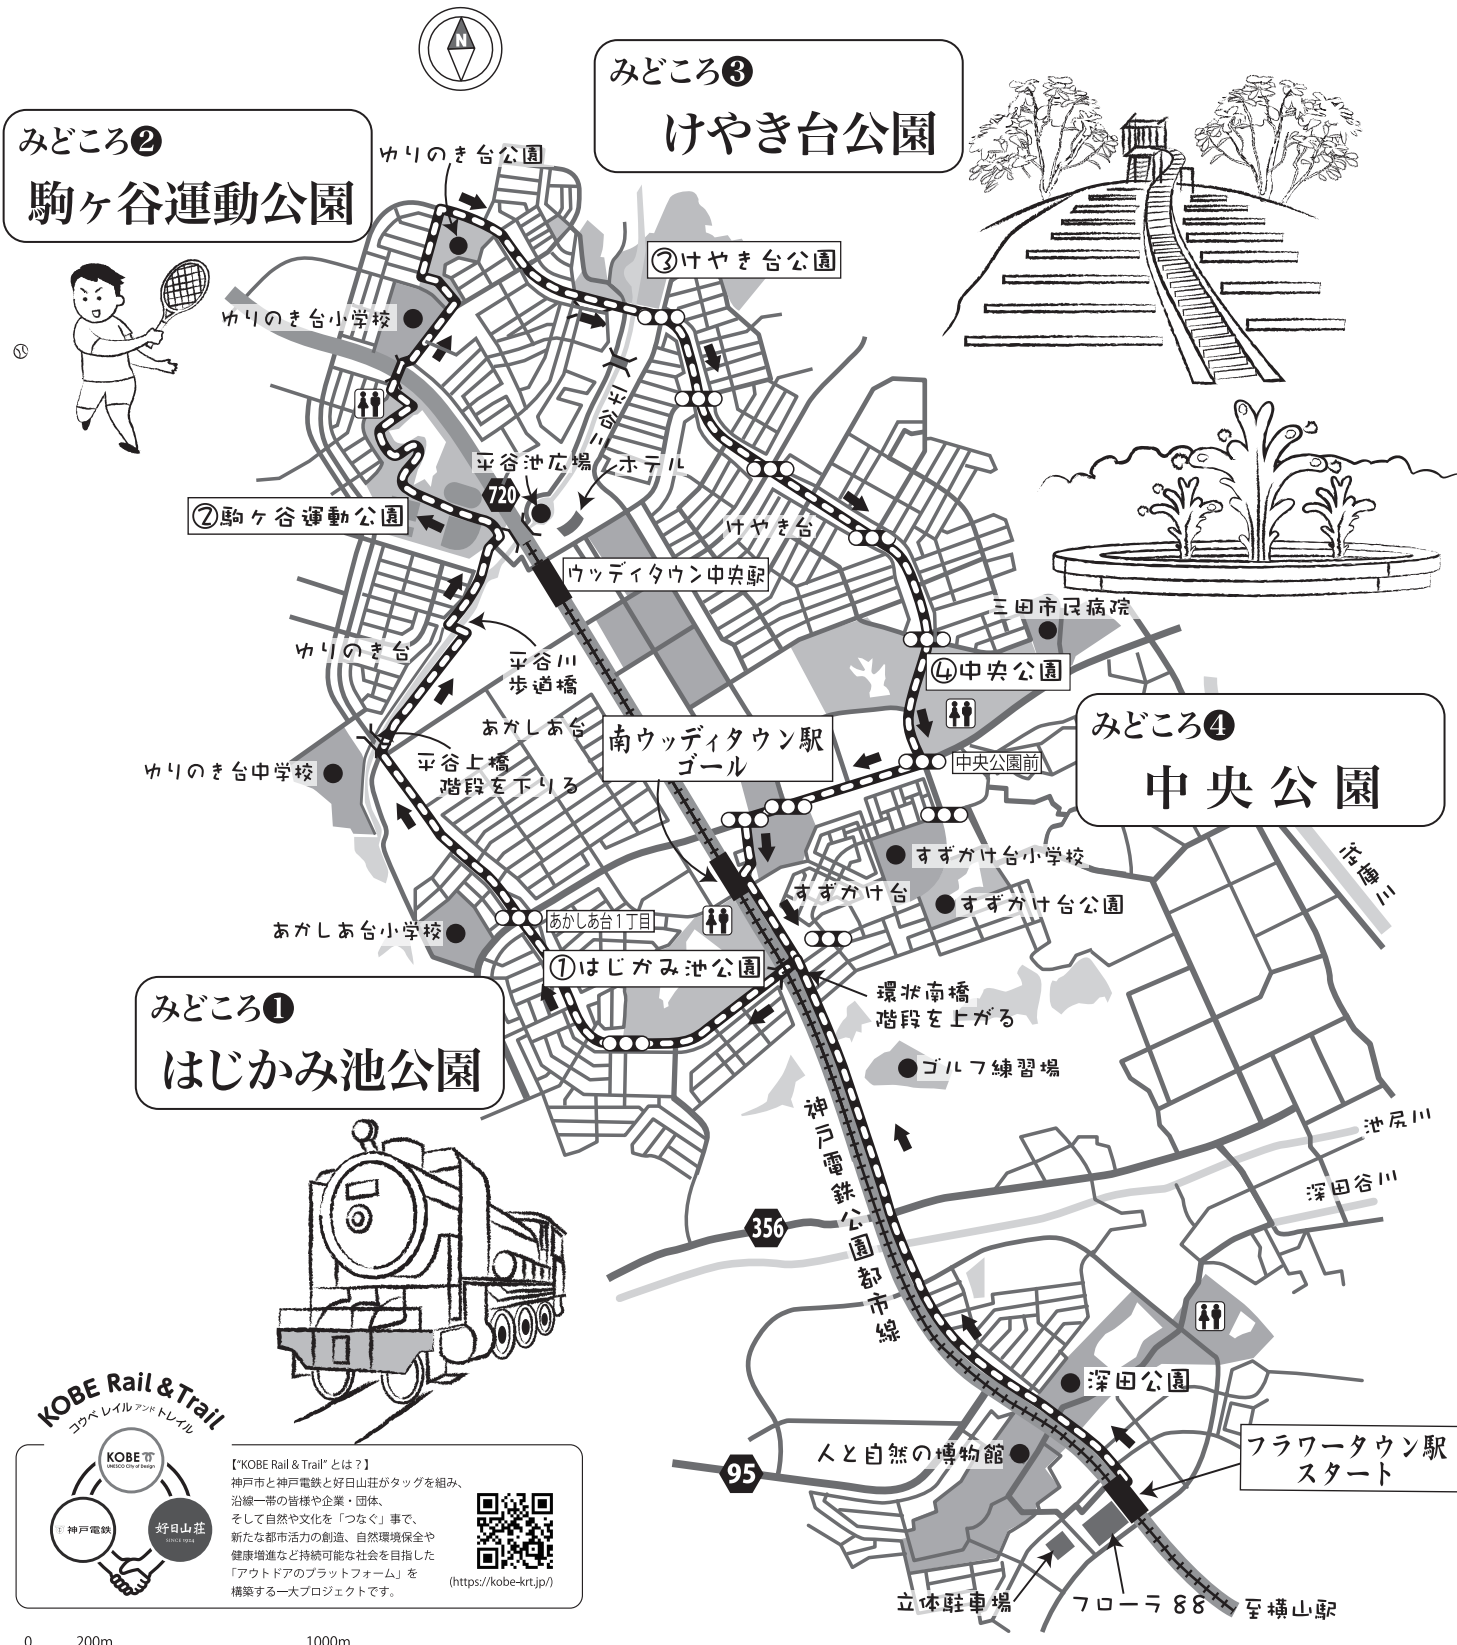 N
みどころ❸
けやき台公園
みどころ❷
駒ヶ谷運動公園
ゆりのき台公園
③けやき台公園
ゆりのき台小学校
平谷川
平谷池広場
ホテル
720
②駒ヶ谷運動公園
けやき台
ウッディタウン中央駅
三田市民病院
ゆりのき台
平谷川
歩道橋
④中央公園
みどころ❹
中央公園
あかしあ台
南ウッディタウン駅
ゴール
平谷上橋
階段を下りる
中央公園前
ゆりのき台中学校
すずかけ台小学校
武庫川
すずかけ台
すずかけ台公園
あかしあ台1丁目
あかしあ台小学校
①はじかみ池公園
環状南橋
階段を上がる
みどころ❶
はじかみ池公園
ゴルフ練習場
神戸電鉄公園都市線
池尻川
深田谷川
356
深田公園
人と自然の博物館
95
フラワータウン駅
スタート
立体駐車場
フローラ88
至横山駅
KOBE Rail & Trail
コウベ レイル アンド トレイル
KOBE
UNESCO City of Design
神戸電鉄
好日山荘
SINCE 1924
【“KOBE Rail & Trail” とは？】
神戸市と神戸電鉄と好日山荘がタッグを組み、
沿線一帯の皆様や企業・団体、
そして自然や文化を「つなぐ」事で、
新たな都市活力の創造、自然環境保全や
健康増進など持続可能な社会を目指した
「アウトドアのプラットフォーム」を
構築する一大プロジェクトです。
(https://kobe-krt.jp/)
0 200m 1000m